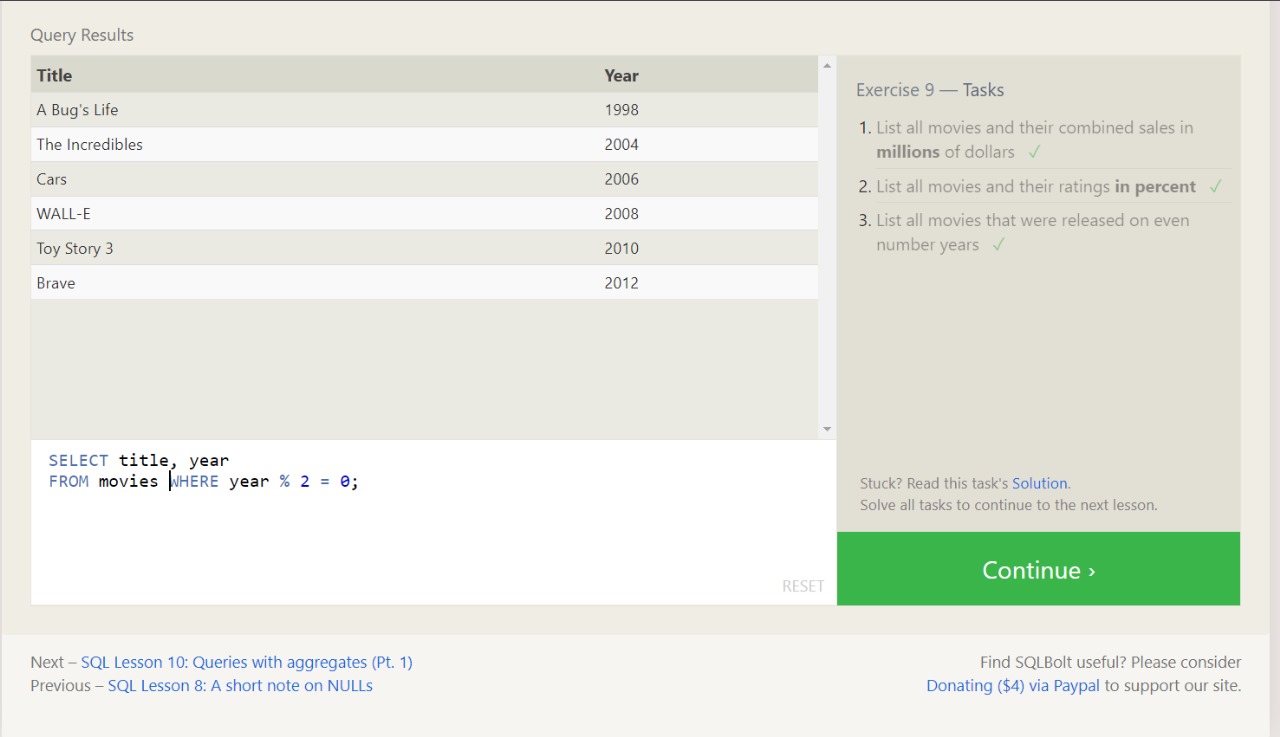 Query Results
Title Year
A Bug's Life 1998
The Incredibles 2004
Cars 2006
WALL-E 2008
Toy Story 3 2010
Brave 2012
SELECT title, year
FROM movies WHERE year % 2 = 0;
RESET
Exercise 9 — Tasks
1. List all movies and their combined sales in
millions of dollars ✓
2. List all movies and their ratings in percent ✓
3. List all movies that were released on even
number years ✓
Stuck? Read this task's Solution.
Solve all tasks to continue to the next lesson.
Continue ›
Next – SQL Lesson 10: Queries with aggregates (Pt. 1)
Previous – SQL Lesson 8: A short note on NULLs
Find SQLBolt useful? Please consider
Donating ($4) via Paypal to support our site.